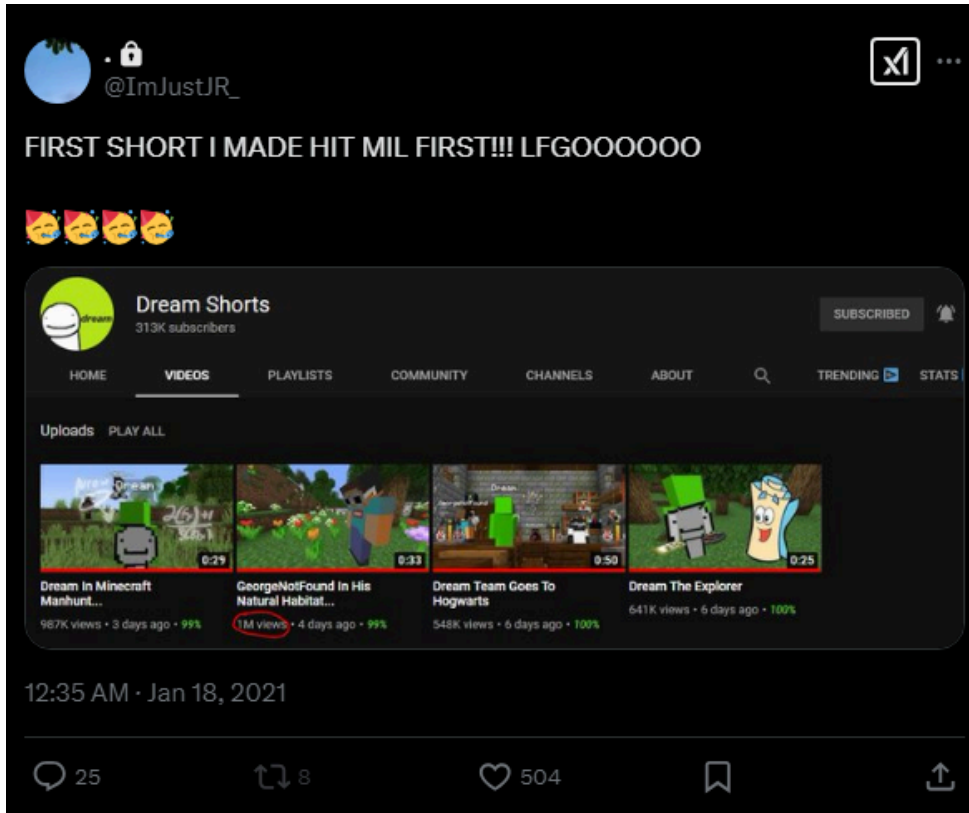 .
@ImJustJR_
FIRST SHORT I MADE HIT MIL FIRST!!! LFGOOOOOO
🥳🥳🥳🥳
dream
Dream Shorts
313K subscribers
SUBSCRIBED
HOME VIDEOS PLAYLISTS COMMUNITY CHANNELS ABOUT TRENDING STATS
Uploads PLAY ALL
Dream
0:29
0:33
Dream
0:50
0:25
Dream In Minecraft
Manhunt...
987K views • 3 days ago • 99%
GeorgeNotFound In His
Natural Habitat...
1M views • 4 days ago • 99%
Dream Team Goes To
Hogwarts
548K views • 6 days ago • 100%
Dream The Explorer
641K views • 6 days ago • 100%
12:35 AM · Jan 18, 2021
25 8 504